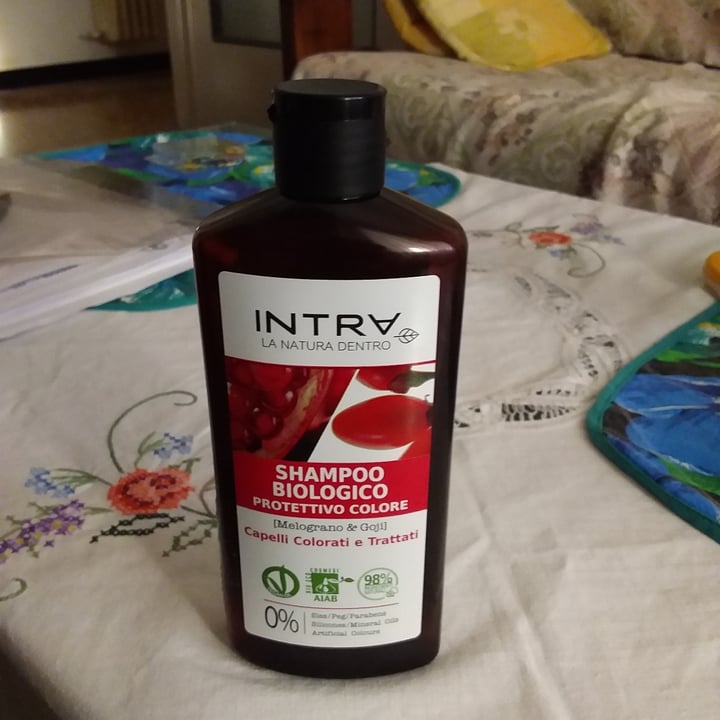 INTRA
LA NATURA DENTRO
SHAMPOO
BIOLOGICO
PROTETTIVO COLORE
[Melograno & Goji]
Capelli Colorati e Trattati
COSMESI
AIAB
98%
0%
Sles/Peg/Parabens
Silicones/Mineral Oils
Artificial Colours